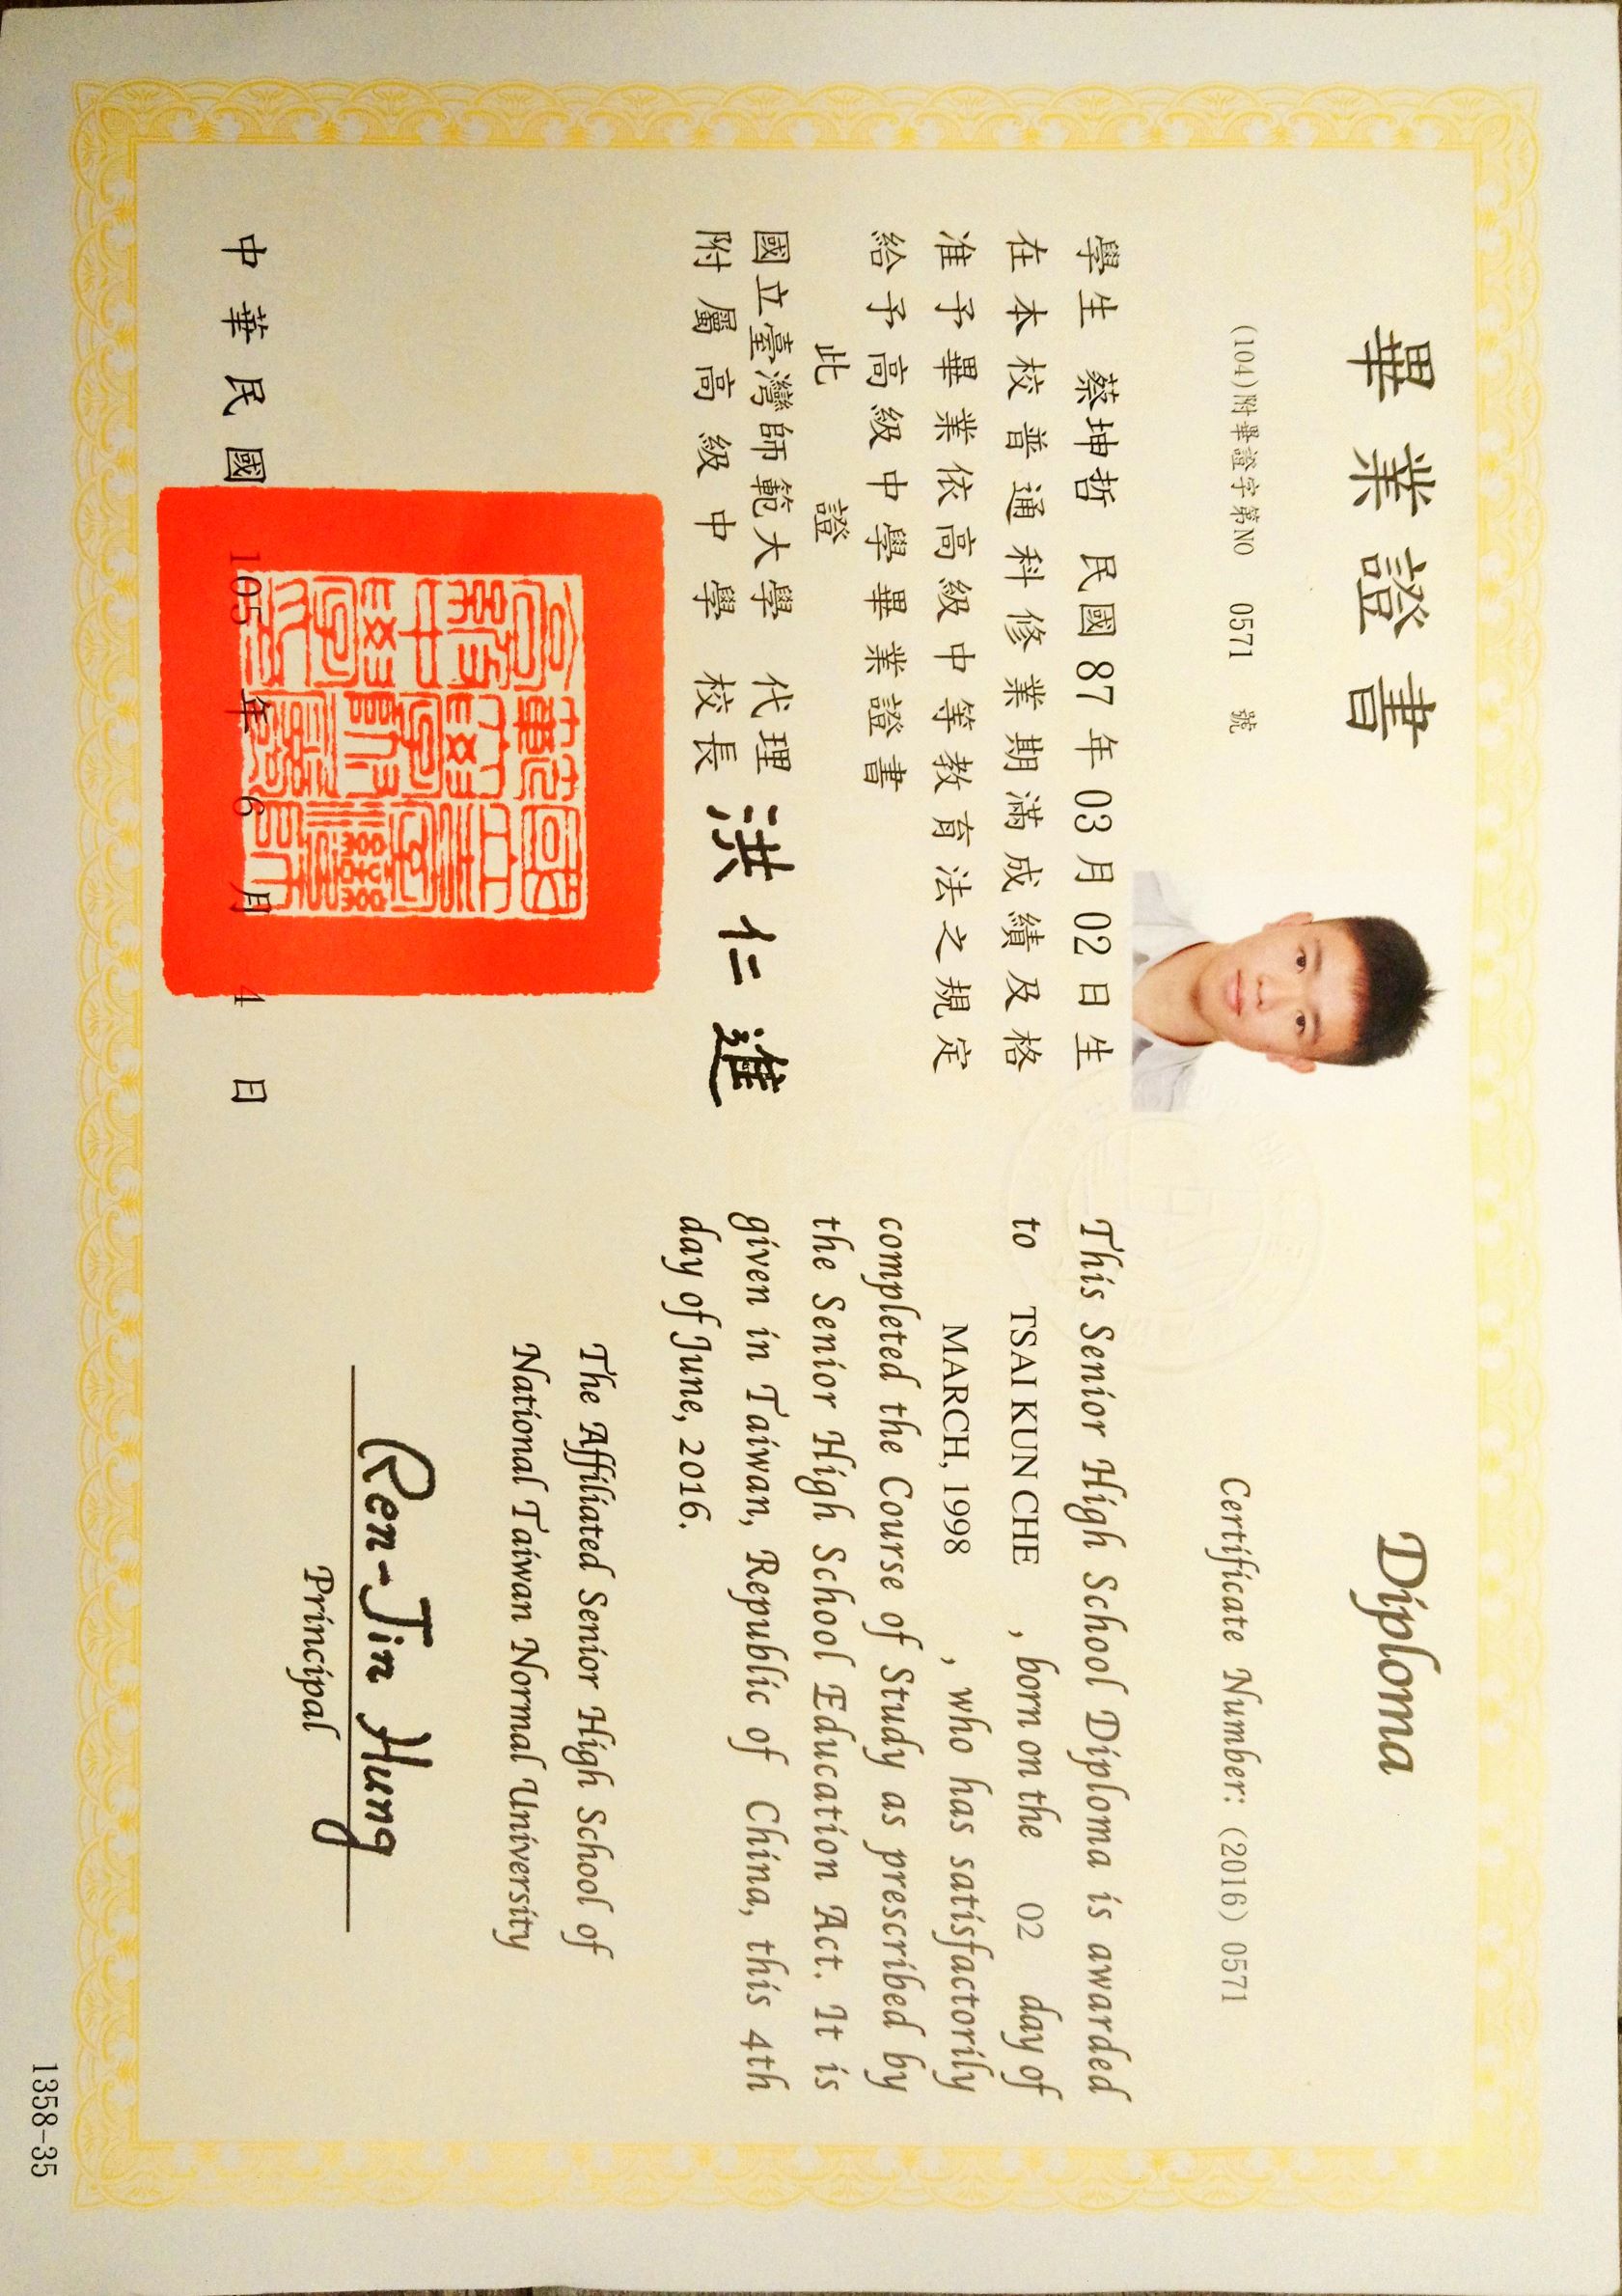 畢業證書
(104)附畢證字第NO 0571 號
學生 蔡坤哲 民國 87 年 03 月 02 日生
在本校普通科修業期滿成績及格
准予畢業依高級中等教育法之規定
給予高級中學畢業證書
此 證
國立臺灣師範大學 代理
附屬高級中學 校長
洪仁進
中華民國 105 年 6 月 4 日
Diploma
Certificate Number: (2016) 0571
This Senior High School Diploma is awarded
to TSAI KUN CHE , born on the 02 day of
MARCH, 1998 , who has satisfactorily
completed the Course of Study as prescribed by
the Senior High School Education Act. It is
given in Taiwan, Republic of China, this 4th
day of June, 2016.
The Affiliated Senior High School of
National Taiwan Normal University
Ren-Jin Hung
Principal
1358-35